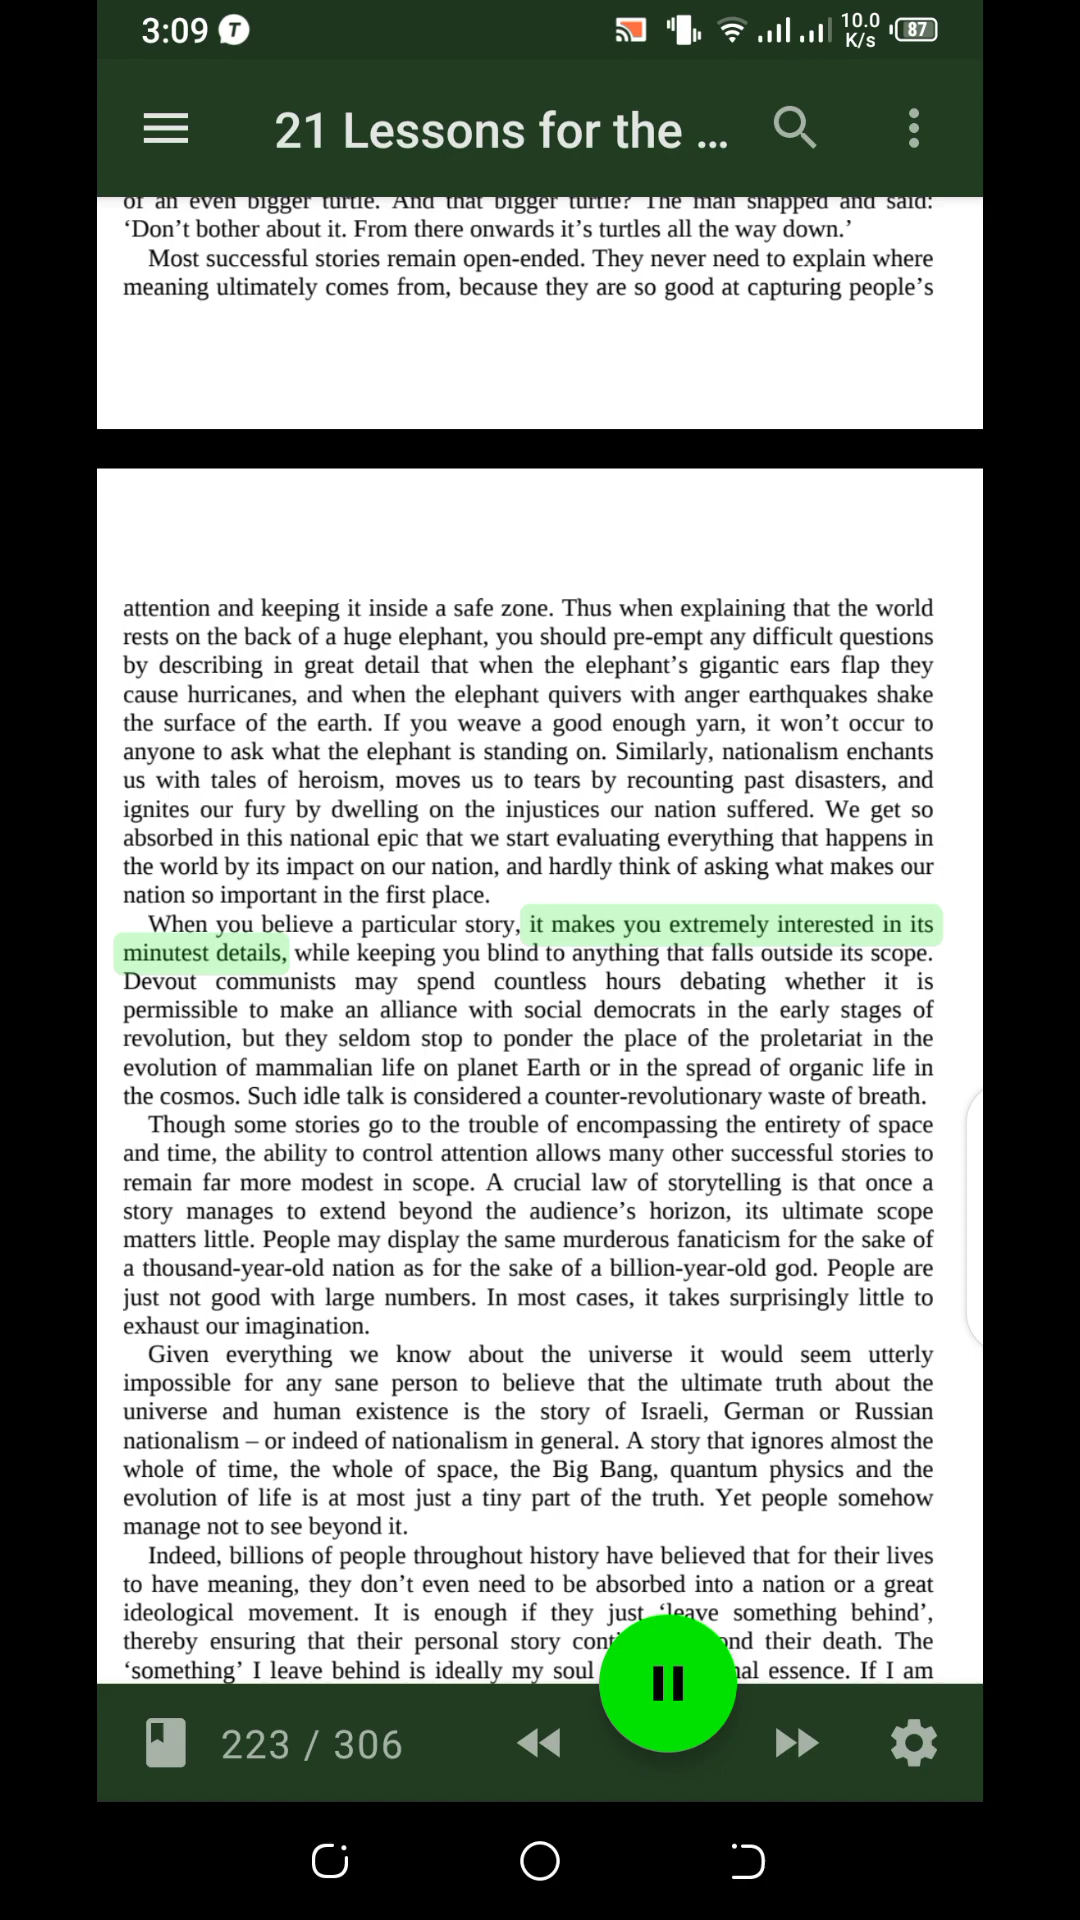 3:09 T 10.0 K/s 87
21 Lessons for the ...
of an even bigger turtle. And that bigger turtle? The man snapped and said:
‘Don’t bother about it. From there onwards it’s turtles all the way down.’
Most successful stories remain open-ended. They never need to explain where
meaning ultimately comes from, because they are so good at capturing people’s
attention and keeping it inside a safe zone. Thus when explaining that the world
rests on the back of a huge elephant, you should pre-empt any difficult questions
by describing in great detail that when the elephant’s gigantic ears flap they
cause hurricanes, and when the elephant quivers with anger earthquakes shake
the surface of the earth. If you weave a good enough yarn, it won’t occur to
anyone to ask what the elephant is standing on. Similarly, nationalism enchants
us with tales of heroism, moves us to tears by recounting past disasters, and
ignites our fury by dwelling on the injustices our nation suffered. We get so
absorbed in this national epic that we start evaluating everything that happens in
the world by its impact on our nation, and hardly think of asking what makes our
nation so important in the first place.
When you believe a particular story, it makes you extremely interested in its
minutest details, while keeping you blind to anything that falls outside its scope.
Devout communists may spend countless hours debating whether it is
permissible to make an alliance with social democrats in the early stages of
revolution, but they seldom stop to ponder the place of the proletariat in the
evolution of mammalian life on planet Earth or in the spread of organic life in
the cosmos. Such idle talk is considered a counter-revolutionary waste of breath.
Though some stories go to the trouble of encompassing the entirety of space
and time, the ability to control attention allows many other successful stories to
remain far more modest in scope. A crucial law of storytelling is that once a
story manages to extend beyond the audience’s horizon, its ultimate scope
matters little. People may display the same murderous fanaticism for the sake of
a thousand-year-old nation as for the sake of a billion-year-old god. People are
just not good with large numbers. In most cases, it takes surprisingly little to
exhaust our imagination.
Given everything we know about the universe it would seem utterly
impossible for any sane person to believe that the ultimate truth about the
universe and human existence is the story of Israeli, German or Russian
nationalism – or indeed of nationalism in general. A story that ignores almost the
whole of time, the whole of space, the Big Bang, quantum physics and the
evolution of life is at most just a tiny part of the truth. Yet people somehow
manage not to see beyond it.
Indeed, billions of people throughout history have believed that for their lives
to have meaning, they don’t even need to be absorbed into a nation or a great
ideological movement. It is enough if they just ‘leave something behind’,
thereby ensuring that their personal story their death. The
‘something’ I leave behind is ideally my soul essence. If I am
223 / 306